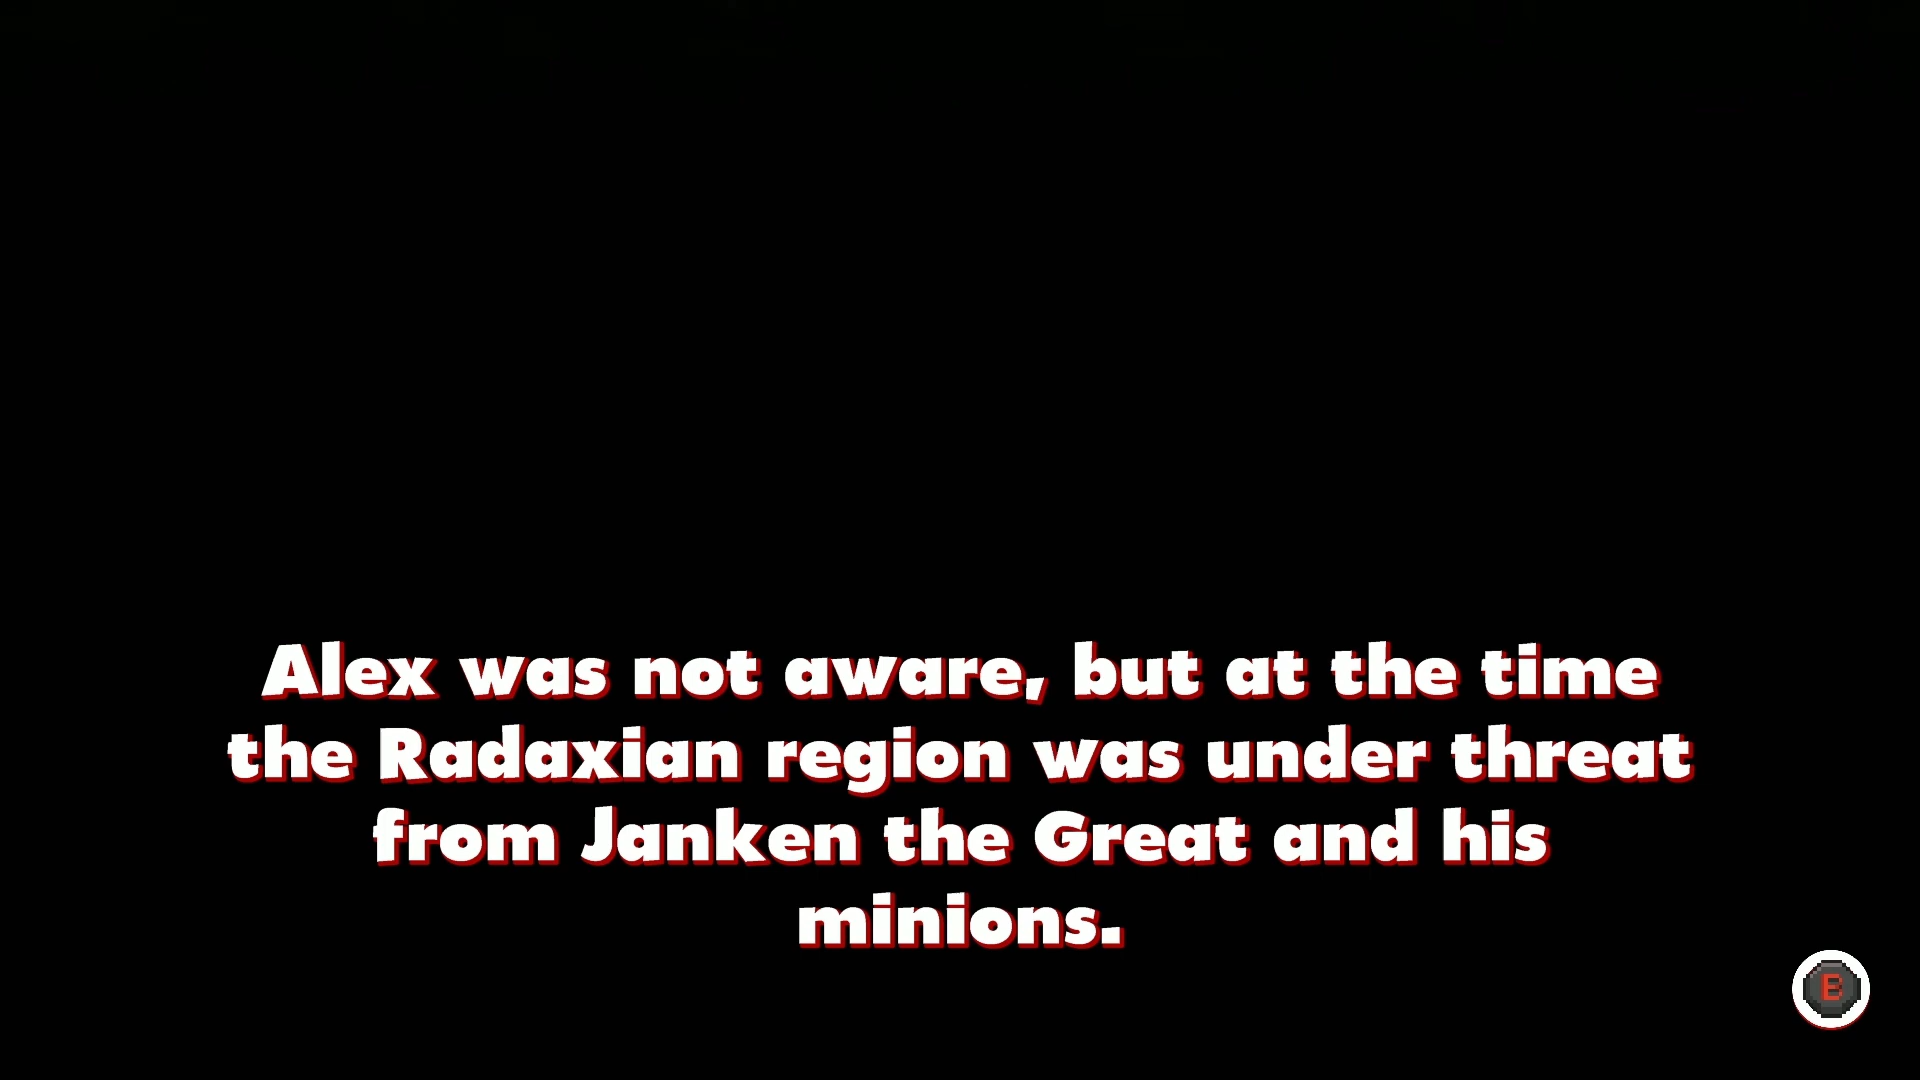 Alex was not aware, but at the time
the Radaxian region was under threat
from Janken the Great and his
minions.
B